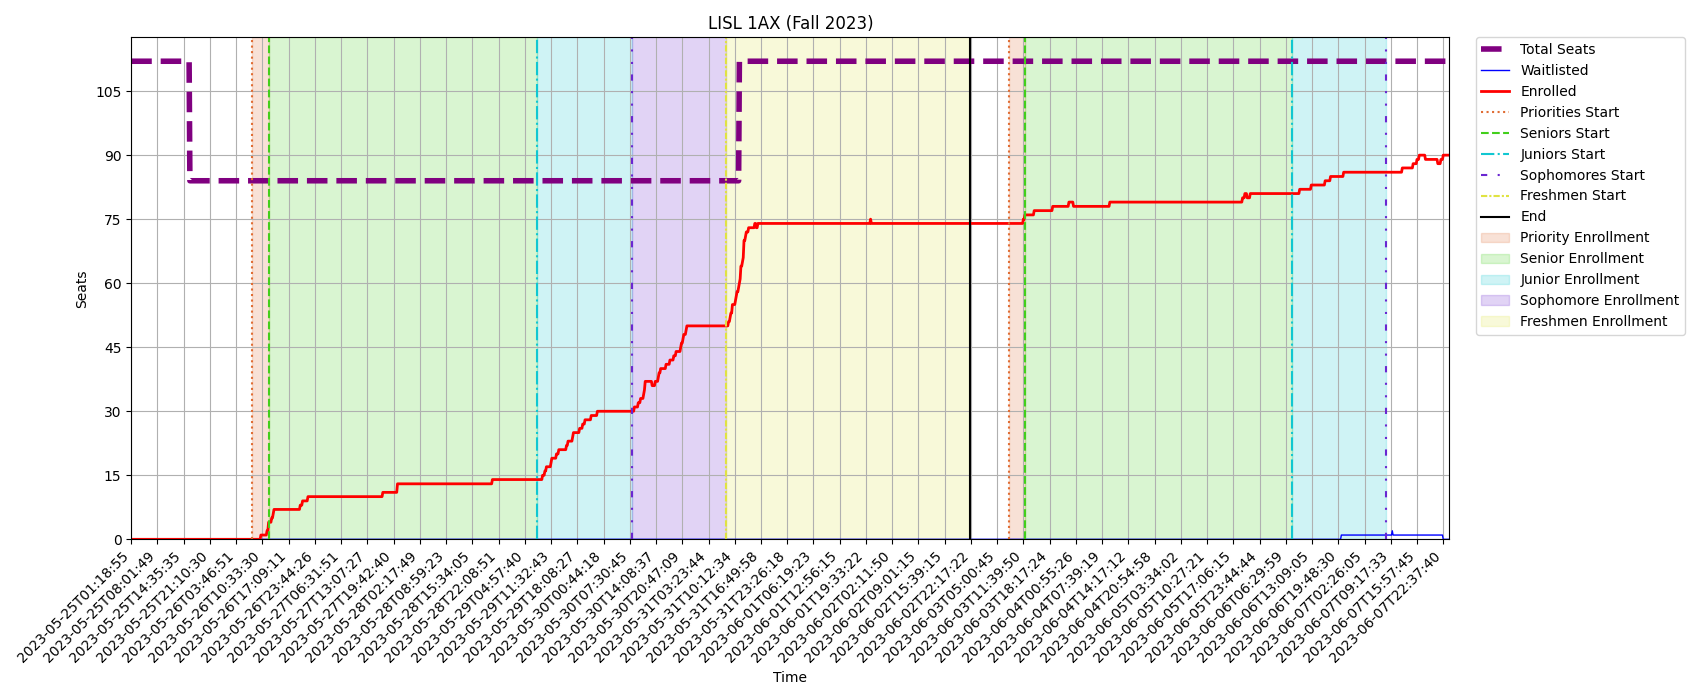 LISL 1AX (Fall 2023)
Seats
105
90
75
60
45
30
15
0
2023-05-25T01:18:55
2023-05-25T08:01:49
2023-05-25T14:35:35
2023-05-25T21:10:30
2023-05-26T03:46:51
2023-05-26T10:33:30
2023-05-26T17:09:11
2023-05-26T23:44:26
2023-05-27T06:31:51
2023-05-27T13:07:27
2023-05-27T19:42:40
2023-05-28T02:17:49
2023-05-28T08:59:23
2023-05-28T15:34:05
2023-05-28T22:08:51
2023-05-29T04:57:40
2023-05-29T11:32:43
2023-05-29T18:08:27
2023-05-30T00:44:18
2023-05-30T07:30:45
2023-05-30T14:08:37
2023-05-30T20:47:09
2023-05-31T03:23:44
2023-05-31T10:12:34
2023-05-31T16:49:58
2023-05-31T23:26:18
2023-06-01T06:19:23
2023-06-01T12:56:15
2023-06-01T19:33:22
2023-06-02T02:11:50
2023-06-02T09:01:15
2023-06-02T15:39:15
2023-06-02T22:17:22
2023-06-03T05:00:45
2023-06-03T11:39:50
2023-06-03T18:17:24
2023-06-04T00:55:26
2023-06-04T07:39:19
2023-06-04T14:17:12
2023-06-04T20:54:58
2023-06-05T03:34:02
2023-06-05T10:27:21
2023-06-05T17:06:15
2023-06-05T23:44:44
2023-06-06T06:29:59
2023-06-06T13:09:05
2023-06-06T19:48:30
2023-06-07T02:26:05
2023-06-07T09:17:33
2023-06-07T15:57:45
2023-06-07T22:37:40
Time
Total Seats
Waitlisted
Enrolled
Priorities Start
Seniors Start
Juniors Start
Sophomores Start
Freshmen Start
End
Priority Enrollment
Senior Enrollment
Junior Enrollment
Sophomore Enrollment
Freshmen Enrollment